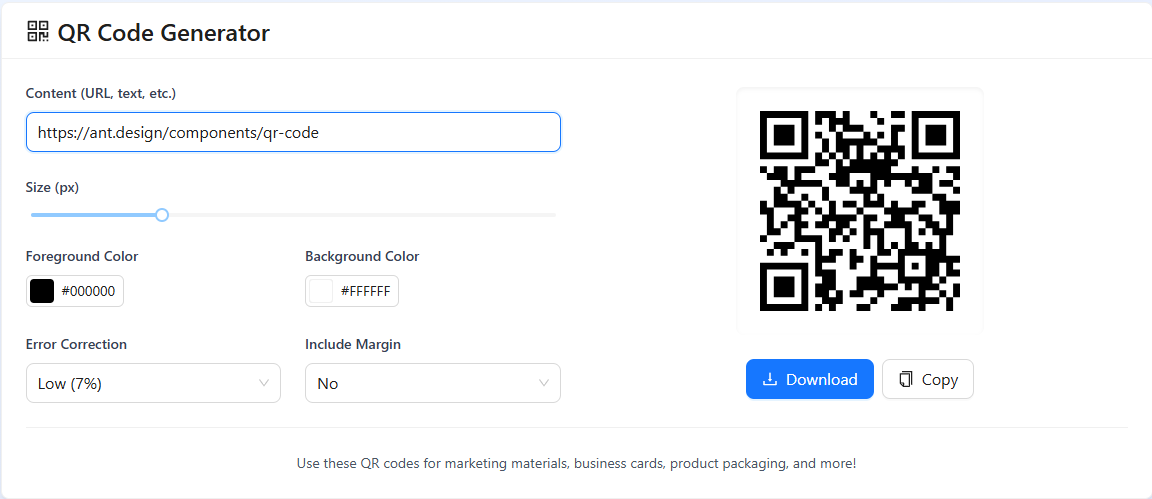 QR Code Generator
Content (URL, text, etc.)
https://ant.design/components/qr-code
Size (px)
Foreground Color
Background Color
#000000
#FFFFFF
Error Correction
Include Margin
Low (7%)
No
Download
Copy
Use these QR codes for marketing materials, business cards, product packaging, and more!